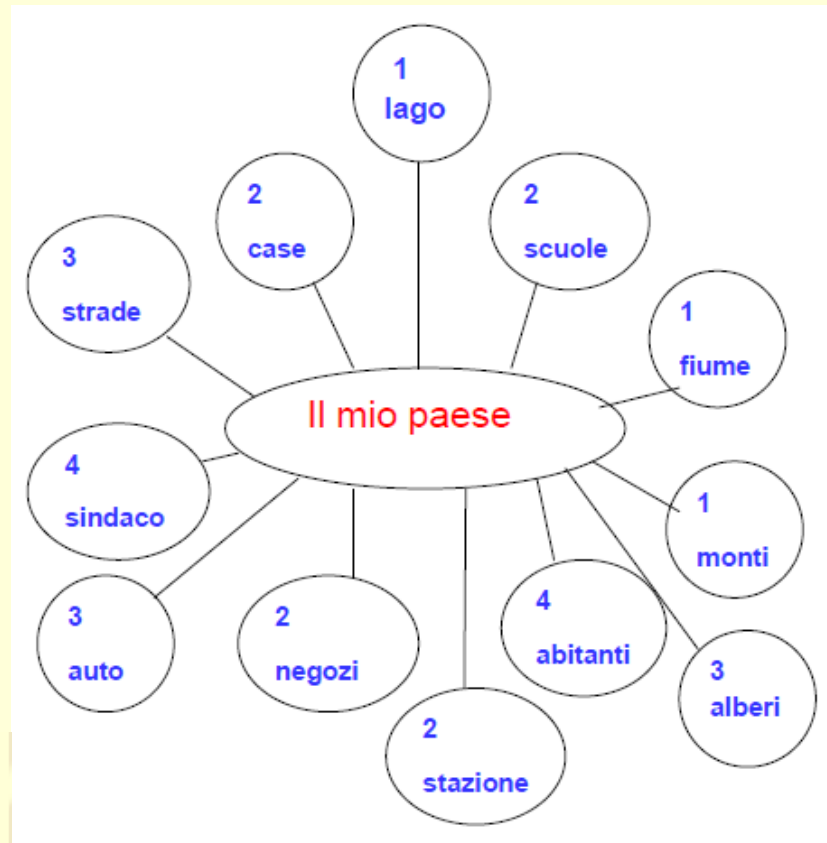 1
lago
2
case
2
scuole
3
strade
1
fiume
Il mio paese
4
sindaco
1
monti
3
auto
2
negozi
4
abitanti
3
alberi
2
stazione